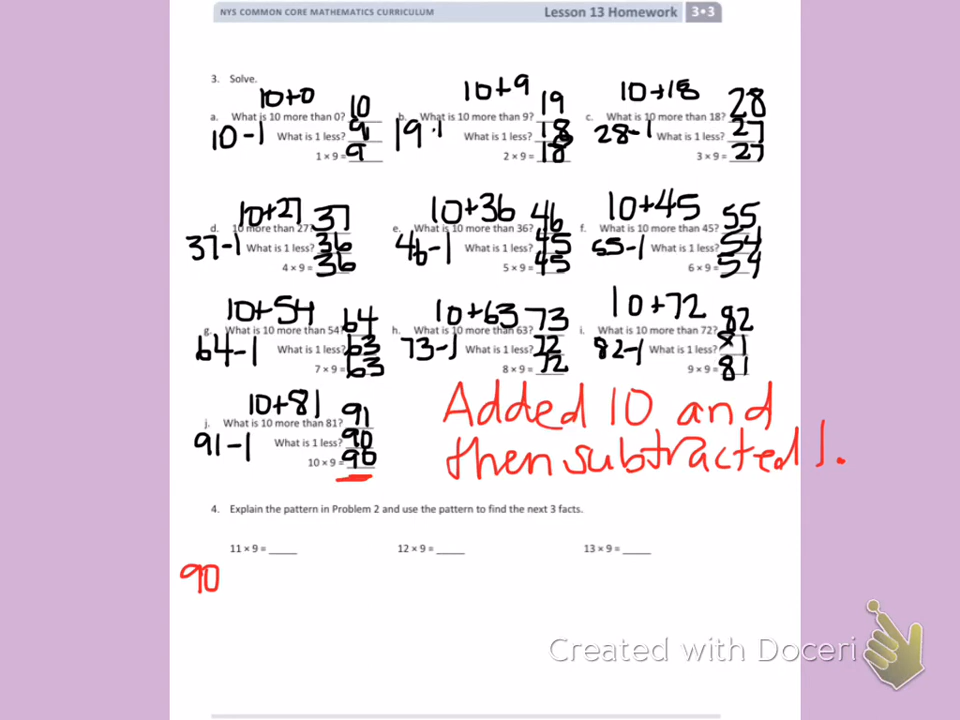 NYS COMMON CORE MATHEMATICS CURRICULUM Lesson 13 Homework 3•3
3. Solve.
10+0 10+9 10+18
a. What is 10 more than 0? 10 b. What is 10 more than 9? 19 c. What is 10 more than 18? 28
10-1 What is 1 less? 9 19-1 What is 1 less? 18 28-1 What is 1 less? 27
1 × 9 = 9 2 × 9 = 18 3 × 9 = 27
10+27 10+36 10+45
d. 10 more than 27? 37 e. What is 10 more than 36? 46 f. What is 10 more than 45? 55
37-1 What is 1 less? 36 46-1 What is 1 less? 45 55-1 What is 1 less? 54
4 × 9 = 36 5 × 9 = 45 6 × 9 = 54
10+54 10+63 10+72
g. What is 10 more than 54? 64 h. What is 10 more than 63? 73 i. What is 10 more than 72? 82
64-1 What is 1 less? 63 73-1 What is 1 less? 72 82-1 What is 1 less? 81
7 × 9 = 63 8 × 9 = 72 9 × 9 = 81
10+81
j. What is 10 more than 81? 91
91-1 What is 1 less? 90
10 × 9 = 90
Added 10 and
then subtracted 1.
4. Explain the pattern in Problem 2 and use the pattern to find the next 3 facts.
11 × 9 = _____ 12 × 9 = _____ 13 × 9 = _____
90
Created with Doceri